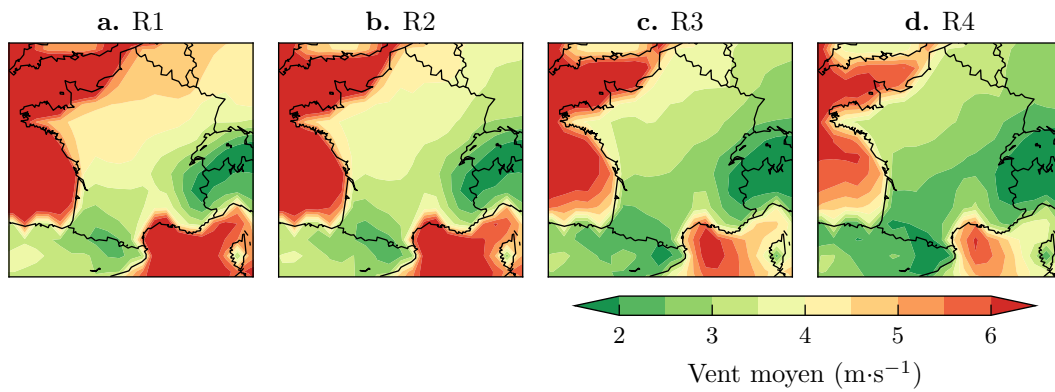 a. R1
b. R2
c. R3
d. R4
2 3 4 5 6
Vent moyen (m·s⁻¹)